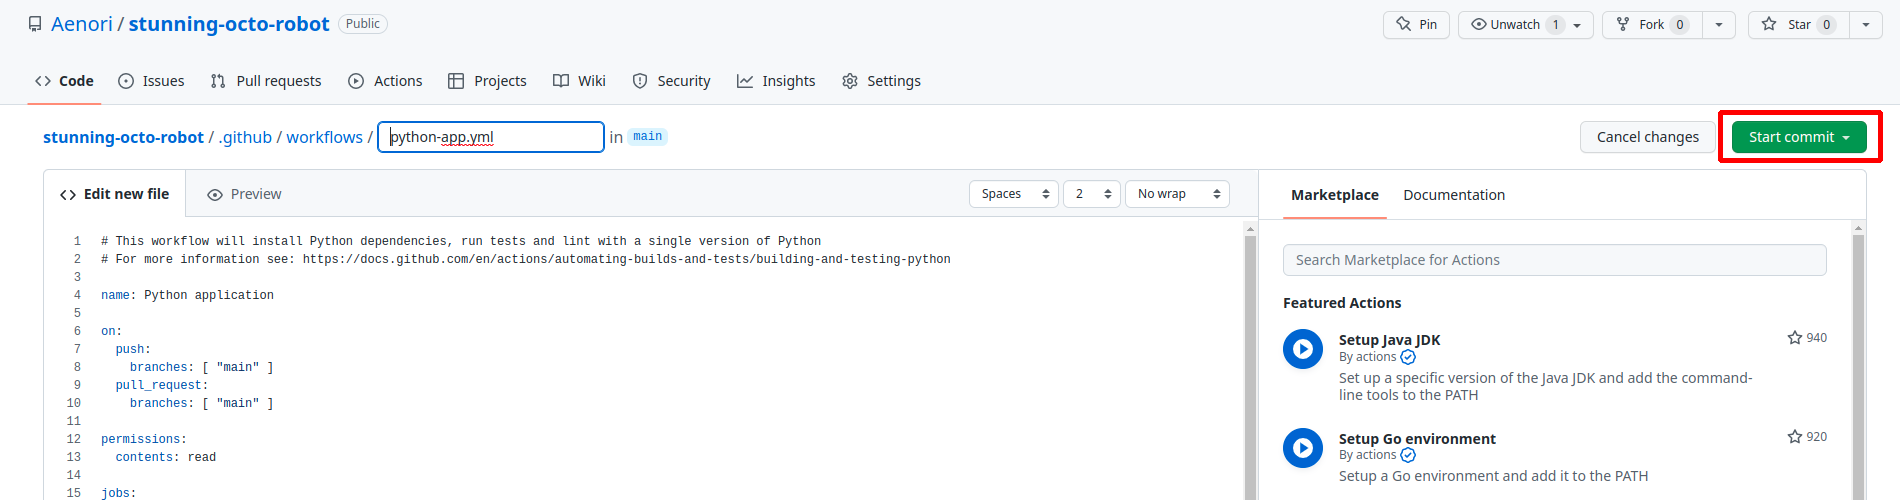 Aenori / stunning-octo-robot Public
Pin Unwatch 1 Fork 0 Star 0
Code Issues Pull requests Actions Projects Wiki Security Insights Settings
stunning-octo-robot / .github / workflows / python-app.yml in main
Cancel changes Start commit
<> Edit new file Preview Spaces 2 No wrap
1 # This workflow will install Python dependencies, run tests and lint with a single version of Python
2 # For more information see: https://docs.github.com/en/actions/automating-builds-and-tests/building-and-testing-python
3
4 name: Python application
5
6 on:
7 push:
8 branches: [ "main" ]
9 pull_request:
10 branches: [ "main" ]
11
12 permissions:
13 contents: read
14
15 jobs:
Marketplace Documentation
Search Marketplace for Actions
Featured Actions
Setup Java JDK 940
By actions
Set up a specific version of the Java JDK and add the command-
line tools to the PATH
Setup Go environment 920
By actions
Setup a Go environment and add it to the PATH